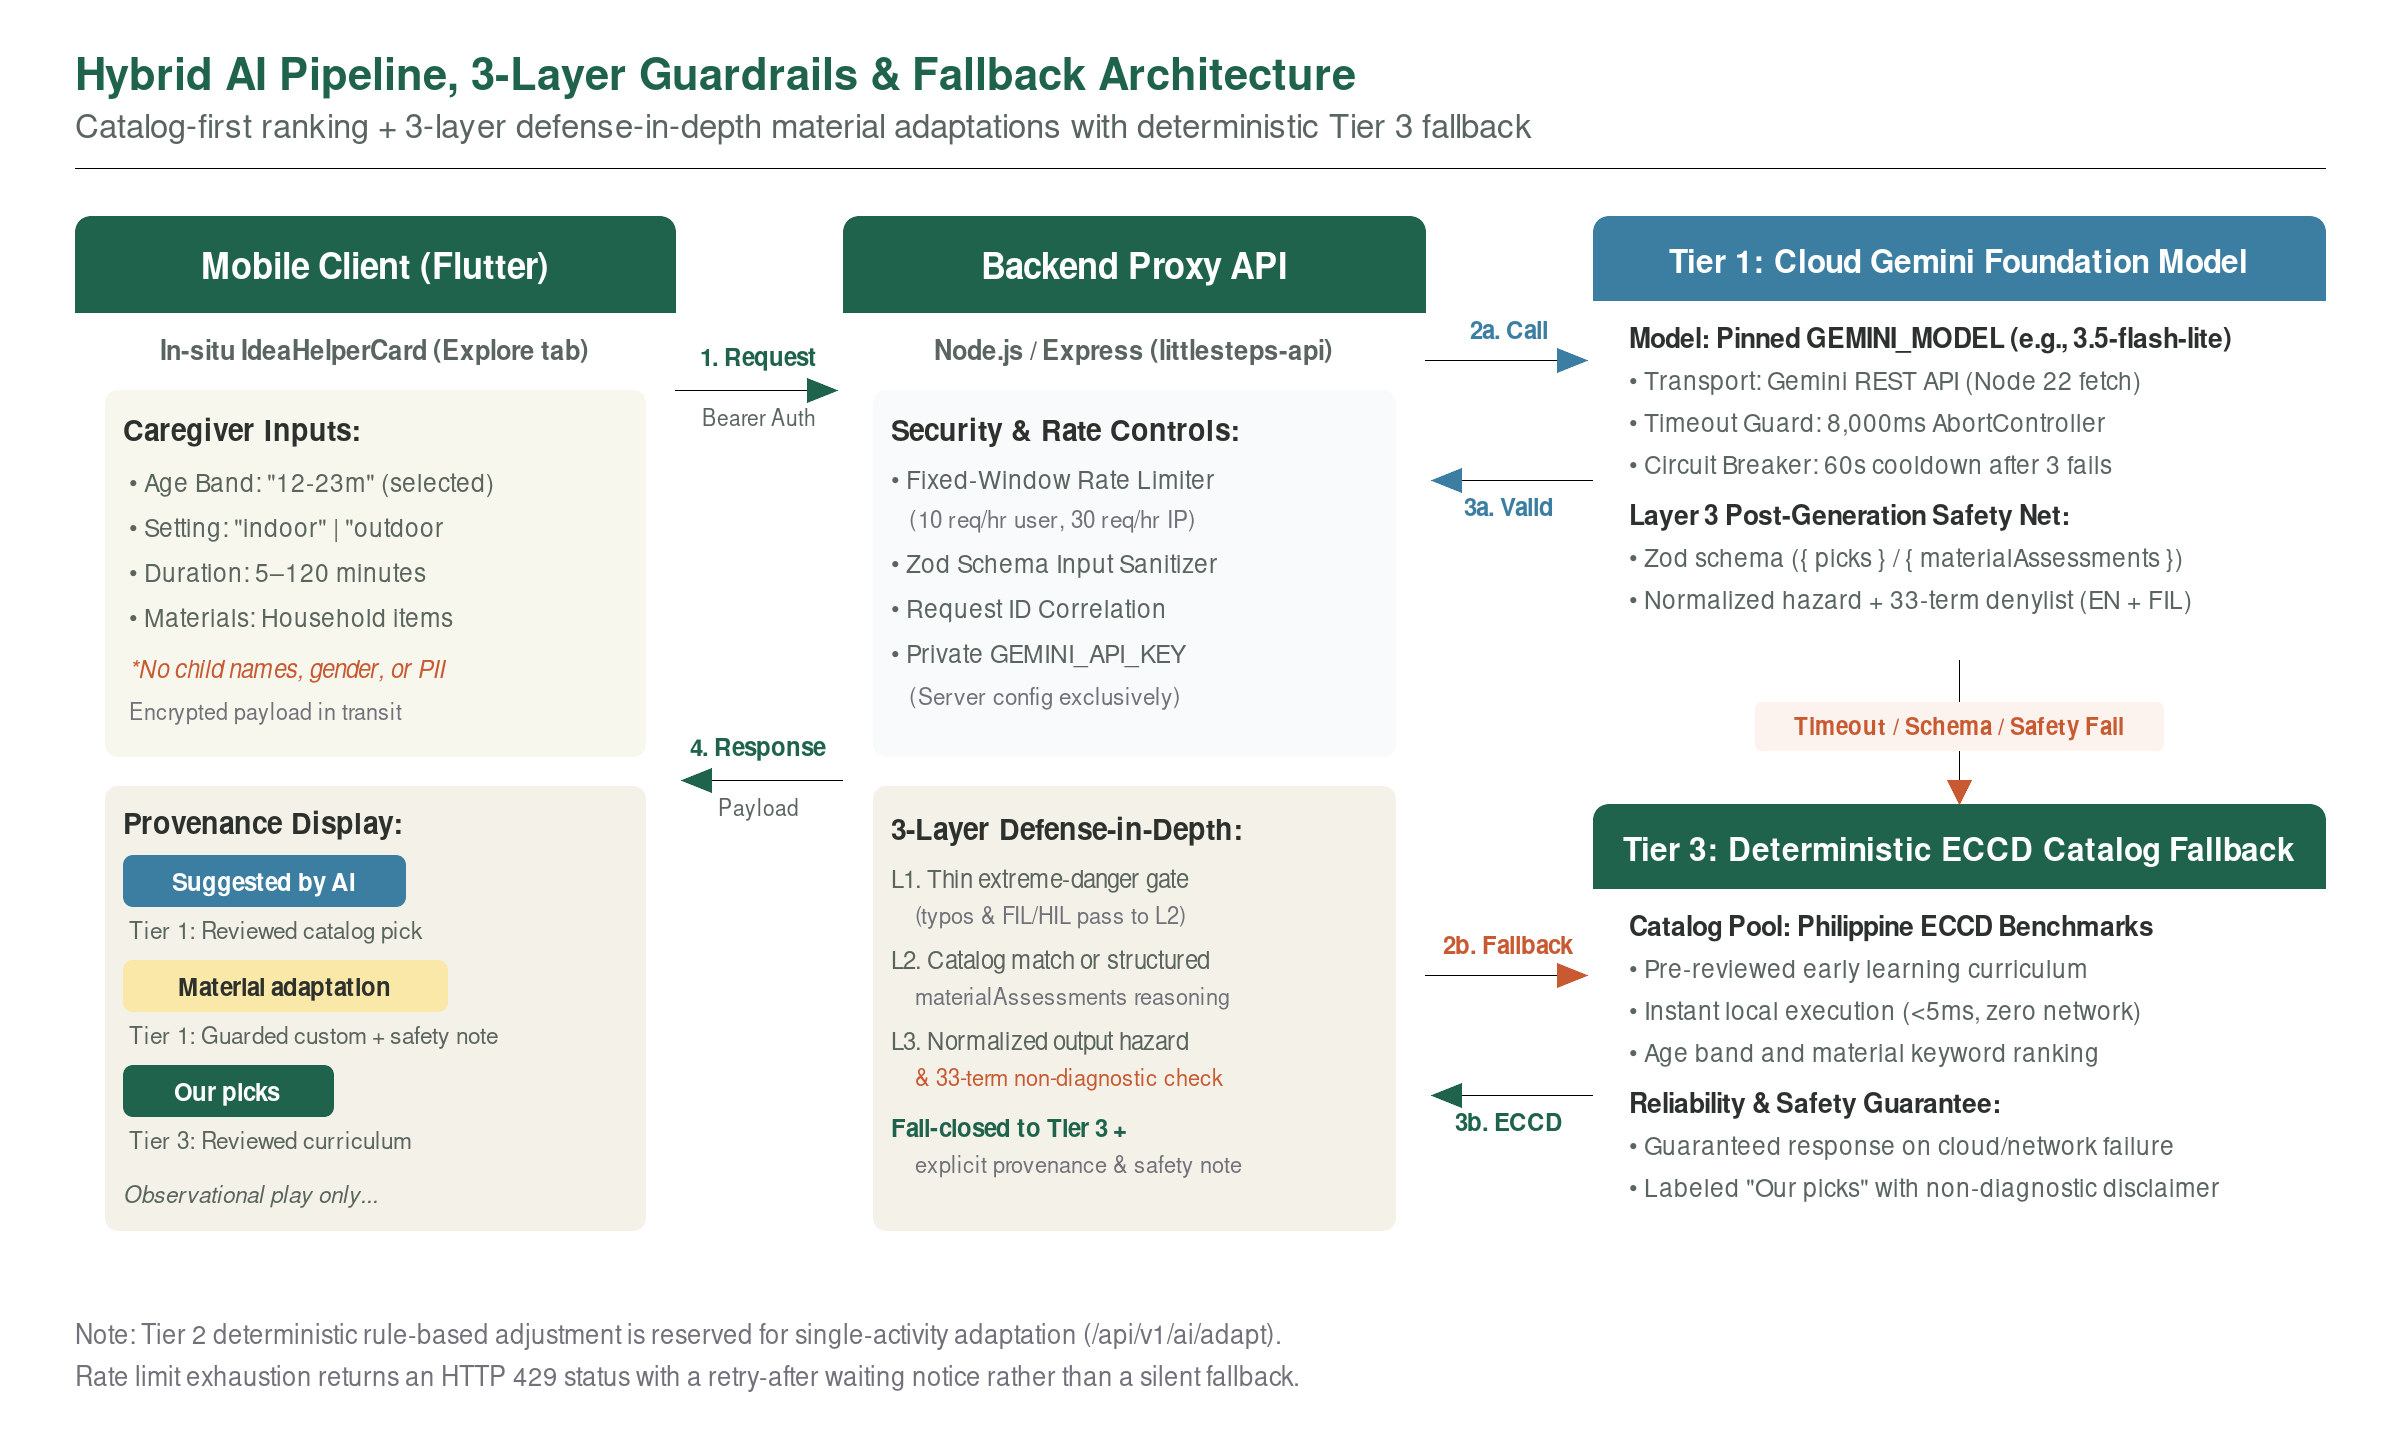 Hybrid AI Pipeline, 3-Layer Guardrails & Fallback Architecture
Catalog-first ranking + 3-layer defense-in-depth material adaptations with deterministic Tier 3 fallback
Mobile Client (Flutter)
In-situ IdeaHelperCard (Explore tab)
Caregiver Inputs:
• Age Band: "12-23m" (selected)
• Setting: "indoor" | "outdoor
• Duration: 5–120 minutes
• Materials: Household items
*No child names, gender, or PII
Encrypted payload in transit
Provenance Display:
Suggested by AI
Tier 1: Reviewed catalog pick
Material adaptation
Tier 1: Guarded custom + safety note
Our picks
Tier 3: Reviewed curriculum
Observational play only...
1. Request
Bearer Auth
4. Response
Payload
Backend Proxy API
Node.js / Express (littlesteps-api)
Security & Rate Controls:
• Fixed-Window Rate Limiter
(10 req/hr user, 30 req/hr IP)
• Zod Schema Input Sanitizer
• Request ID Correlation
• Private GEMINI_API_KEY
(Server config exclusively)
3-Layer Defense-in-Depth:
L1. Thin extreme-danger gate
(typos & FIL/HIL pass to L2)
L2. Catalog match or structured
materialAssessments reasoning
L3. Normalized output hazard
& 33-term non-diagnostic check
Fail-closed to Tier 3 +
explicit provenance & safety note
2a. Call
3a. Valid
2b. Fallback
3b. ECCD
Tier 1: Cloud Gemini Foundation Model
Model: Pinned GEMINI_MODEL (e.g., 3.5-flash-lite)
• Transport: Gemini REST API (Node 22 fetch)
• Timeout Guard: 8,000ms AbortController
• Circuit Breaker: 60s cooldown after 3 fails
Layer 3 Post-Generation Safety Net:
• Zod schema ({ picks } / { materialAssessments })
• Normalized hazard + 33-term denylist (EN + FIL)
Timeout / Schema / Safety Fail
Tier 3: Deterministic ECCD Catalog Fallback
Catalog Pool: Philippine ECCD Benchmarks
• Pre-reviewed early learning curriculum
• Instant local execution (<5ms, zero network)
• Age band and material keyword ranking
Reliability & Safety Guarantee:
• Guaranteed response on cloud/network failure
• Labeled "Our picks" with non-diagnostic disclaimer
Note: Tier 2 deterministic rule-based adjustment is reserved for single-activity adaptation (/api/v1/ai/adapt).
Rate limit exhaustion returns an HTTP 429 status with a retry-after waiting notice rather than a silent fallback.